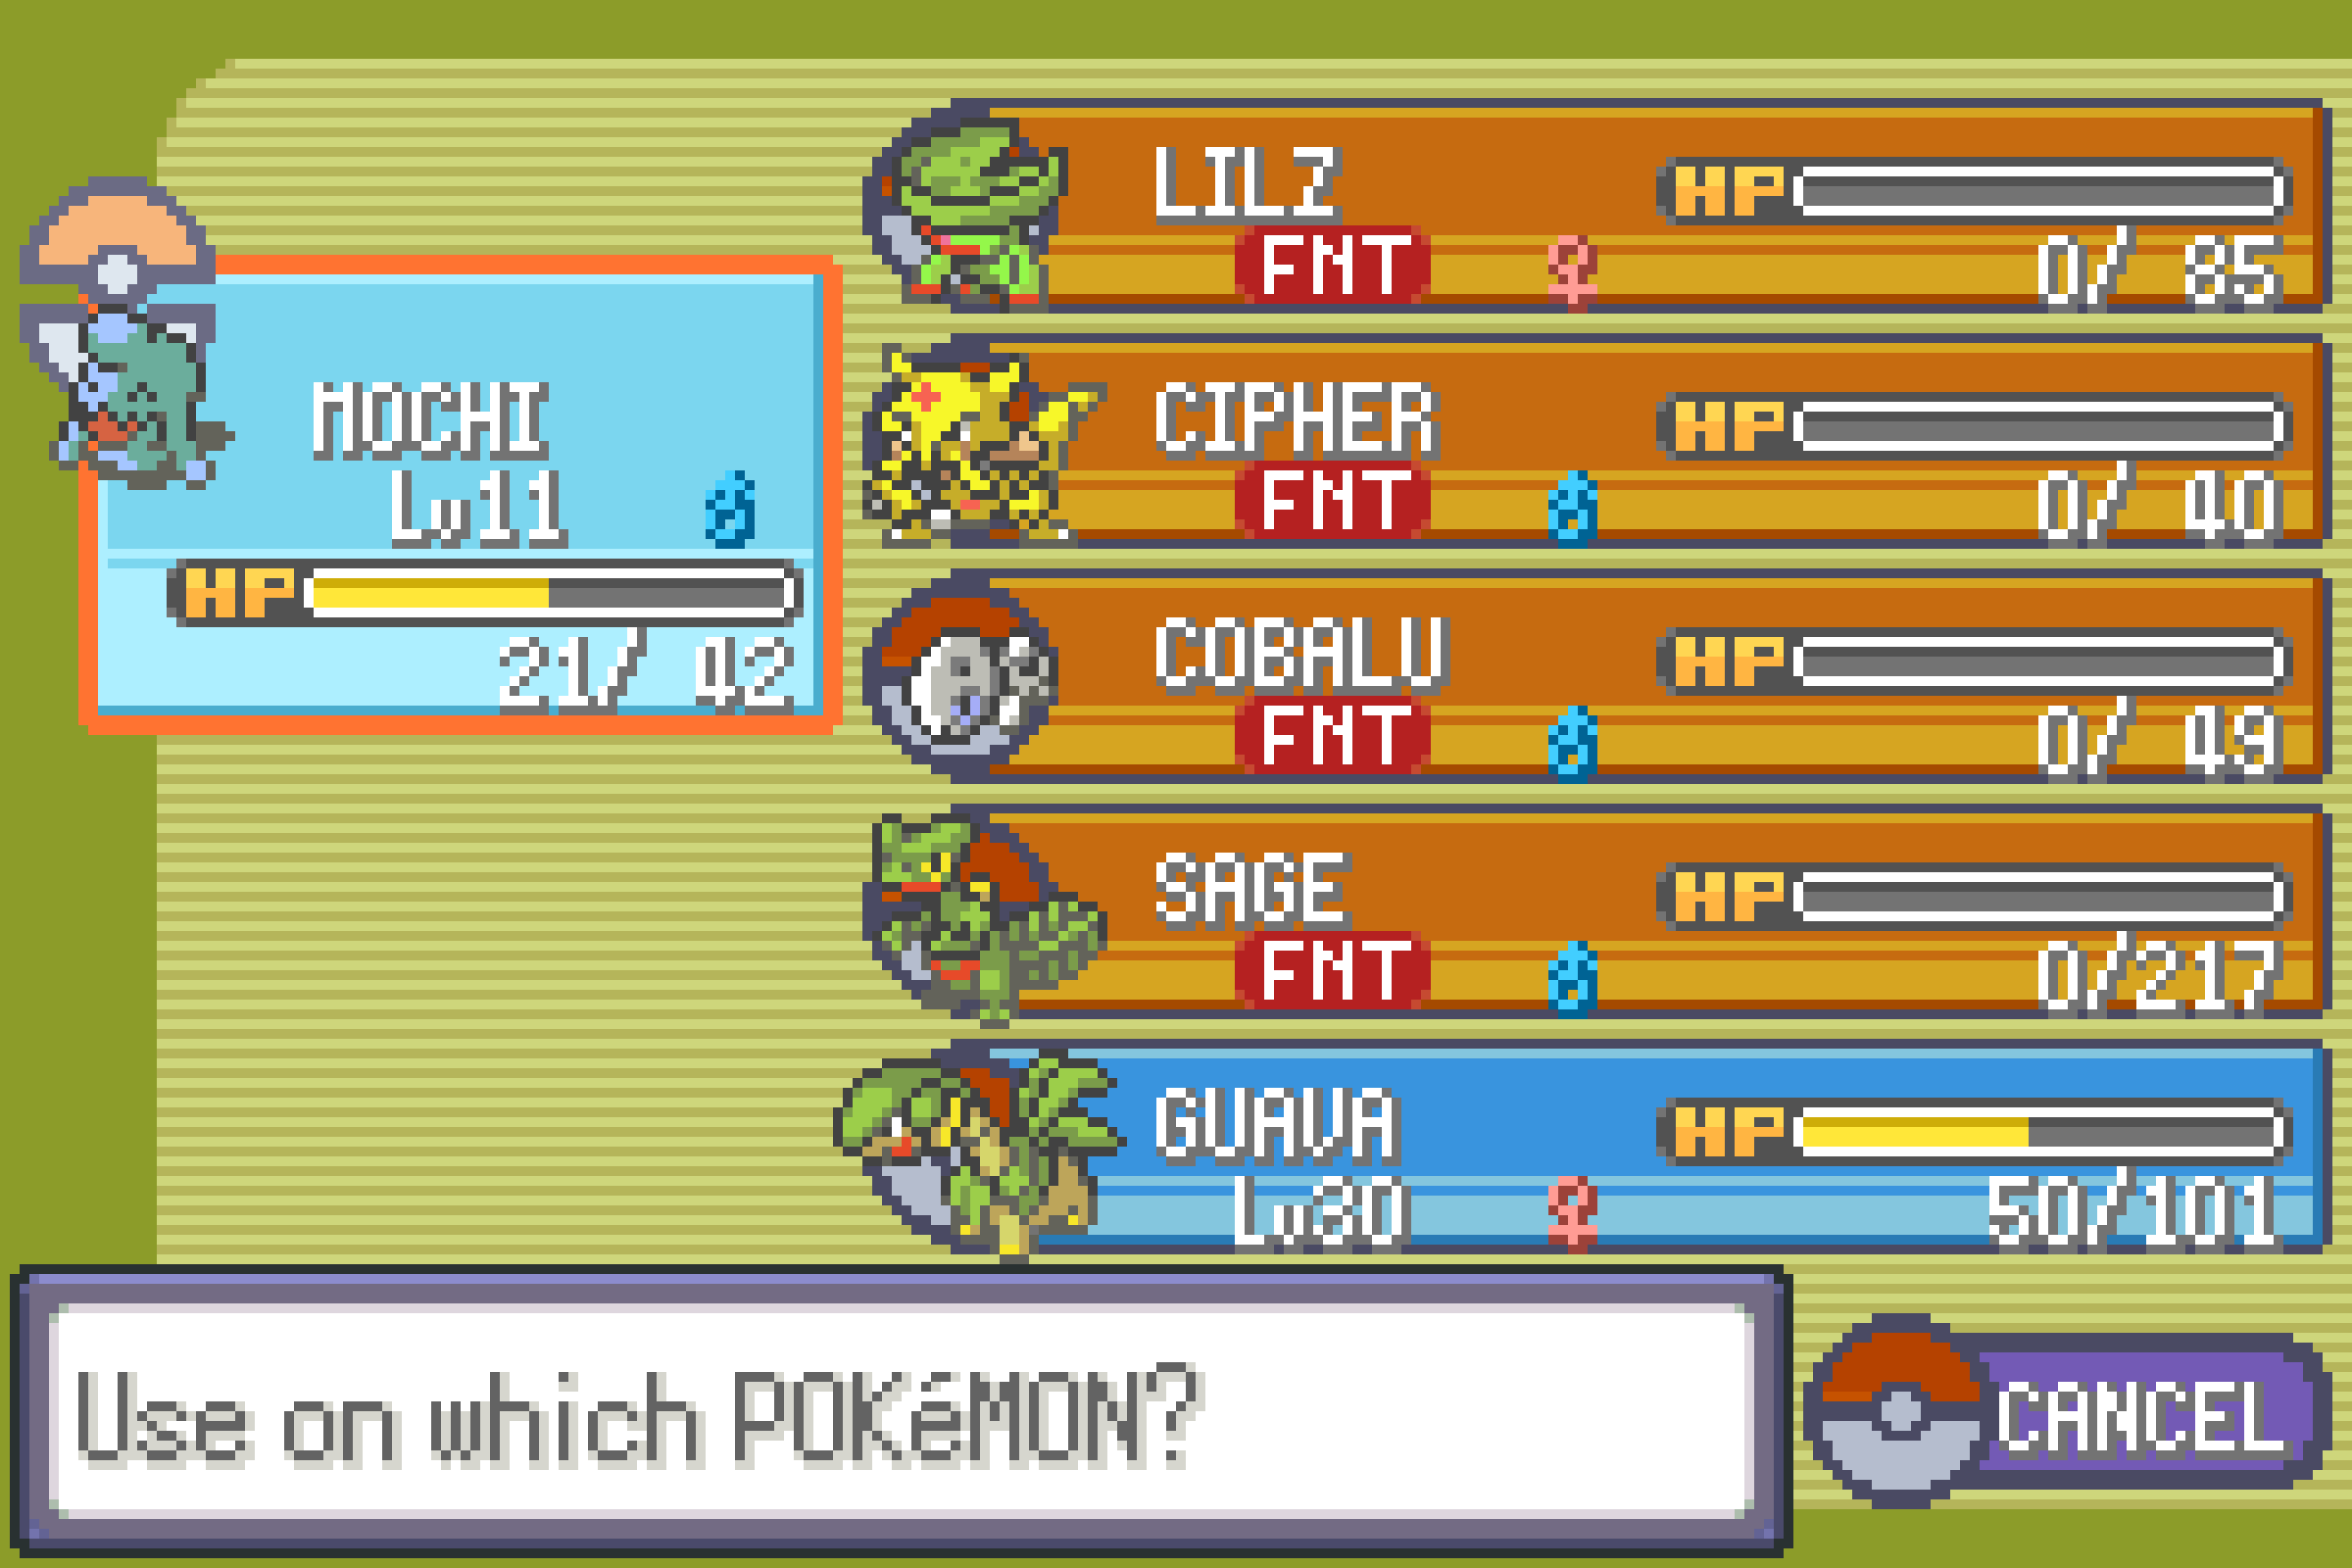 MOCHI
Lv11 ♂
HP
21/ 42
LILZ
HP
FNT ♀ 0/ 85
CIPHER
HP
FNT ♂ 0/ 40
COBALU
HP
FNT ♂ 0/ 49
SAGE
HP
FNT ♂ 0/217
GUAVA
HP
Lv30 ♀ 50/101
Use on which POKéMON?
CANCEL